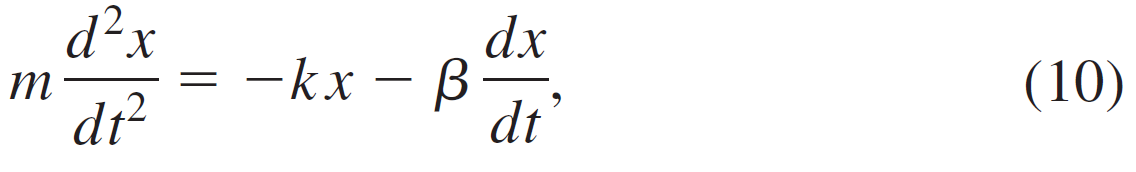 m d²x/dt² = −kx − β dx/dt, (10)